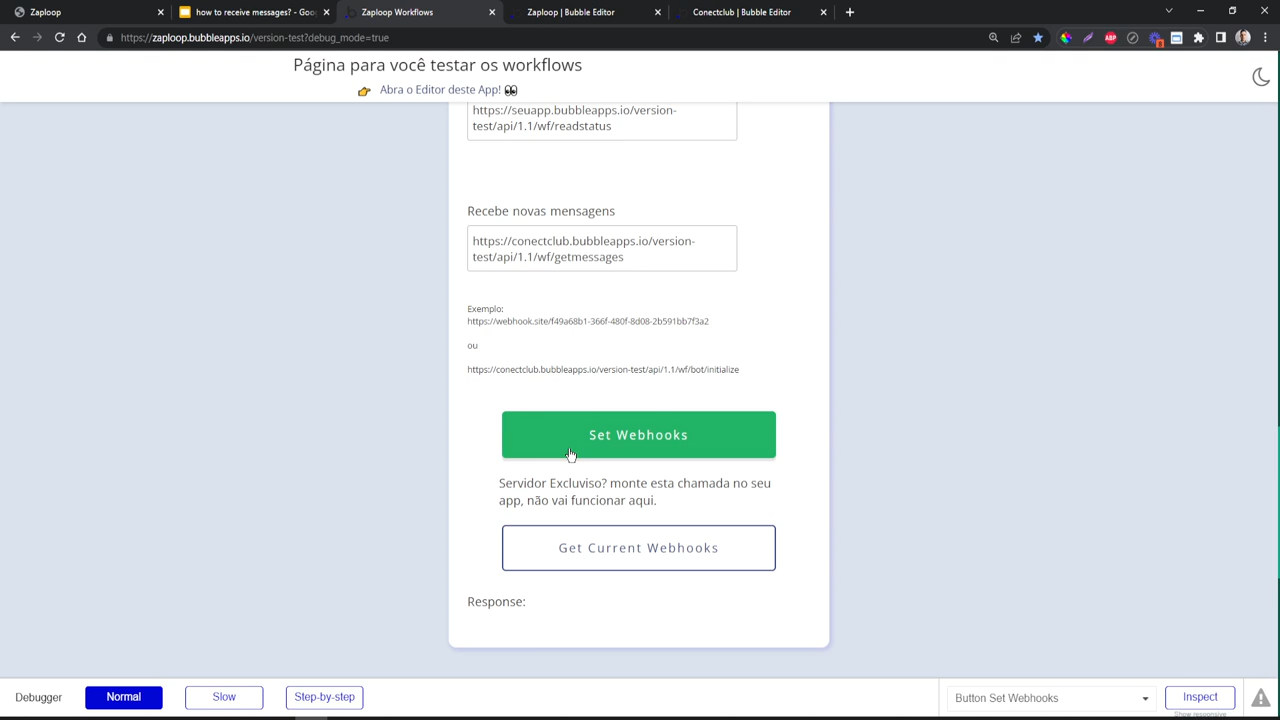 Zaploop
how to receive messages? - Goo
Zaploop Workflows
Zaploop | Bubble Editor
Conectclub | Bubble Editor
https://zaploop.bubbleapps.io/version-test?debug_mode=true
ABP
Página para você testar os workflows
Abra o Editor deste App!
https://seuapp.bubbleapps.io/version-
test/api/1.1/wf/readstatus
Recebe novas mensagens
https://conectclub.bubbleapps.io/version-
test/api/1.1/wf/getmessages
Exemplo:
https://webhook.site/f49a68b1-366f-480f-8d08-2b591bb7f3a2
ou
https://conectclub.bubbleapps.io/version-test/api/1.1/wf/bot/initialize
Set Webhooks
Servidor Excluviso? monte esta chamada no seu
app, não vai funcionar aqui.
Get Current Webhooks
Response:
Debugger
Normal
Slow
Step-by-step
Button Set Webhooks
Inspect
Show responsive